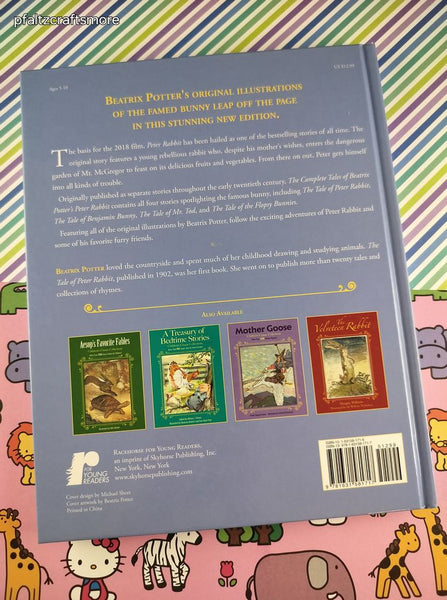 pfaltzcraftsmore
Ages 5-10
US $12.99
BEATRIX POTTER'S ORIGINAL ILLUSTRATIONS
OF THE FAMED BUNNY LEAP OFF THE PAGE
IN THIS STUNNING NEW EDITION.
The basis for the 2018 film, Peter Rabbit has been hailed as one of the bestselling stories of all time. The
original story features a young rebellious rabbit who, despite his mother's wishes, enters the dangerous
garden of Mr. McGregor to feast on its delicious fruits and vegetables. From there on out, Peter gets himself
into all kinds of trouble.
Originally published as separate stories throughout the early twentieth century, The Complete Tales of Beatrix
Potter's Peter Rabbit contains all four stories spotlighting the famous bunny, including The Tale of Peter Rabbit,
The Tale of Benjamin Bunny, The Tale of Mr. Tod, and The Tale of the Flopsy Bunnies.
Featuring all of the original illustrations by Beatrix Potter, follow the exciting adventures of Peter Rabbit and
some of his favorite furry friends.
BEATRIX POTTER loved the countryside and spent much of her childhood drawing and studying animals. The
Tale of Peter Rabbit, published in 1902, was her first book. She went on to publish more than twenty tales and
collections of rhymes.
ALSO AVAILABLE
Aesop's Favorite Fables
A Treasury of
Bedtime Stories
Mother Goose
The
Velveteen Rabbit
Margery Williams
r
FOR
YOUNG
READERS
RACEHORSE FOR YOUNG READERS,
an imprint of Skyhorse Publishing, Inc.
New York, New York
www.skyhorsepublishing.com
Cover design by Michael Short
Cover artwork by Beatrix Potter
Printed in China
51299